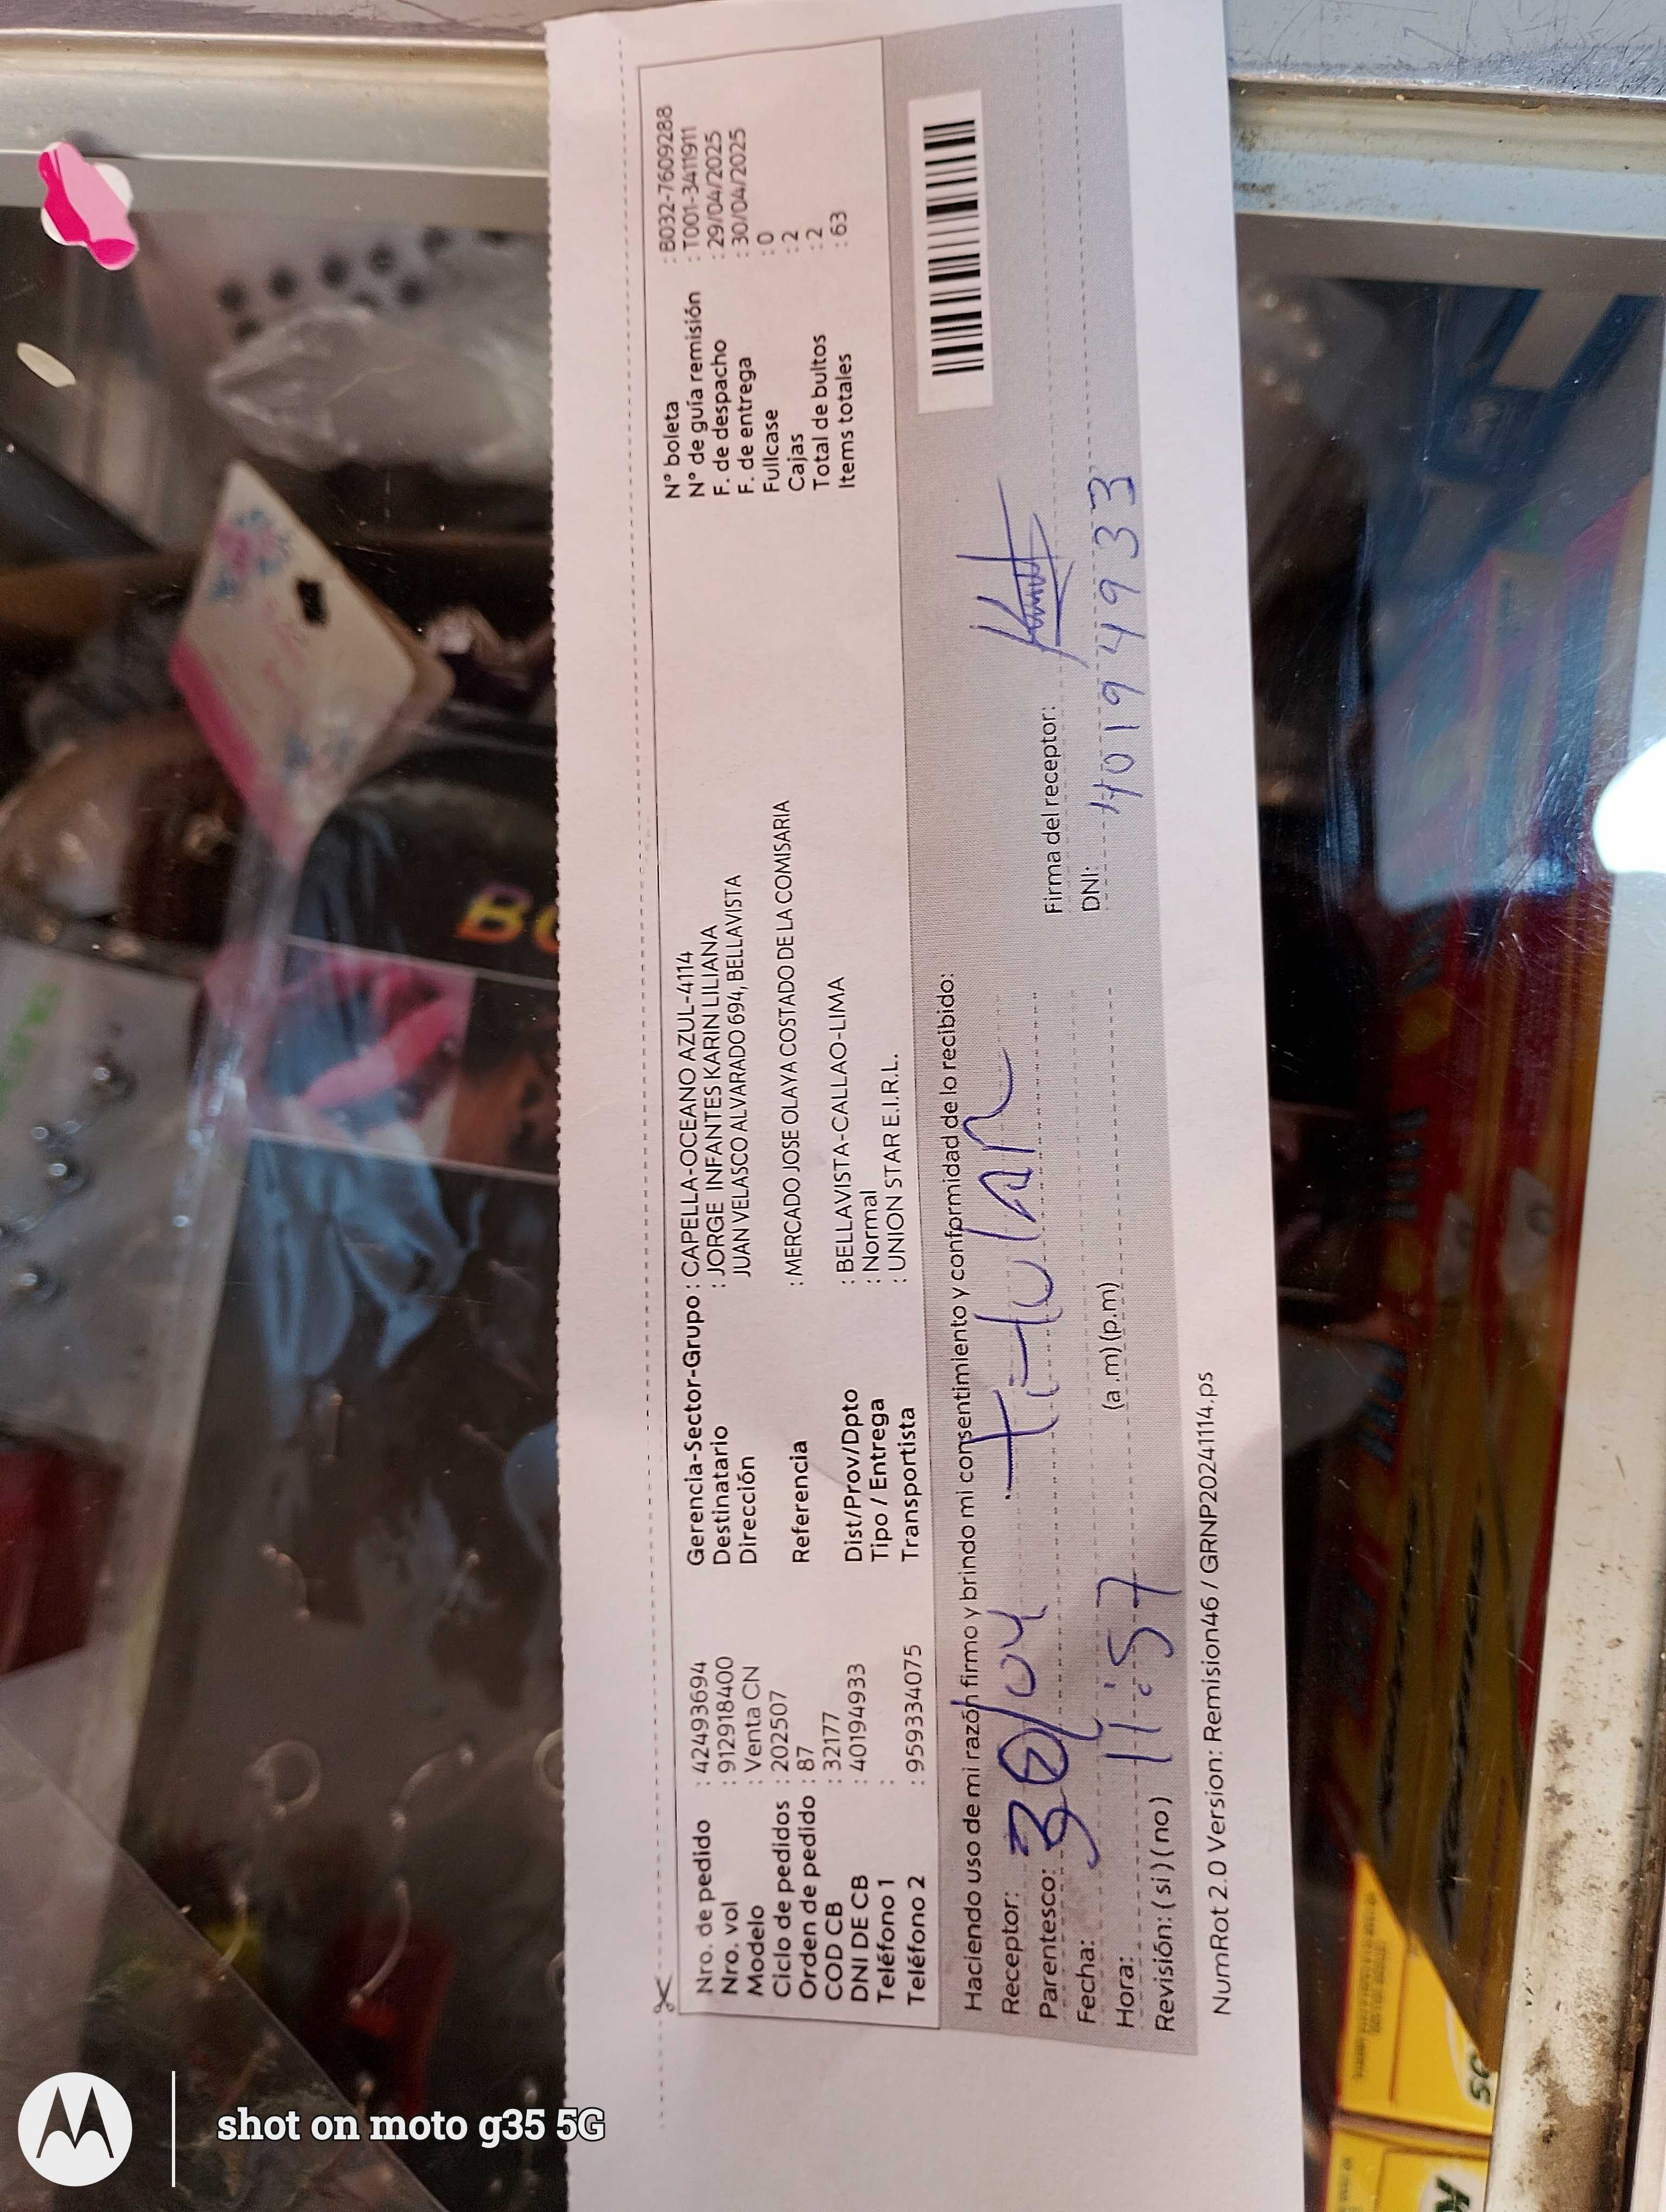 Nro. de pedido : 42493694
Nro. vol : 912918400
Modelo : Venta CN
Ciclo de pedidos : 202507
Orden de pedido : 87
COD CB : 32177
DNI DE CB : 40194933
Teléfono 1 :
Teléfono 2 : 959334075
Gerencia-Sector-Grupo : CAPELLA-OCEANO AZUL-4114
Destinatario : JORGE INFANTES KARIN LILIANA
Dirección JUAN VELASCO ALVARADO 694, BELLAVISTA
Referencia : MERCADO JOSE OLAYA COSTADO DE LA COMISARIA
Dist/Prov/Dpto : BELLAVISTA-CALLAO-LIMA
Tipo / Entrega : Normal
Transportista : UNION STAR E.I.R.L.
N° boleta : B032-7609288
N° de guía remisión : T001-3411911
F. de despacho : 29/04/2025
F. de entrega : 30/04/2025
Fullcase : 0
Cajas : 2
Total de bultos : 2
Items totales : 63
Haciendo uso de mi razón firmo y brindo mi consentimiento y conformidad de lo recibido:
Receptor: Titular
Parentesco:
Fecha: 30/04
Hora: 11:57 (a .m) (p.m)
Revisión: ( si ) ( no )
Firma del receptor:
DNI: 40194933
NumRot 2.0 Version: Remision46 / GRNP20241114.ps
shot on moto g35 5G